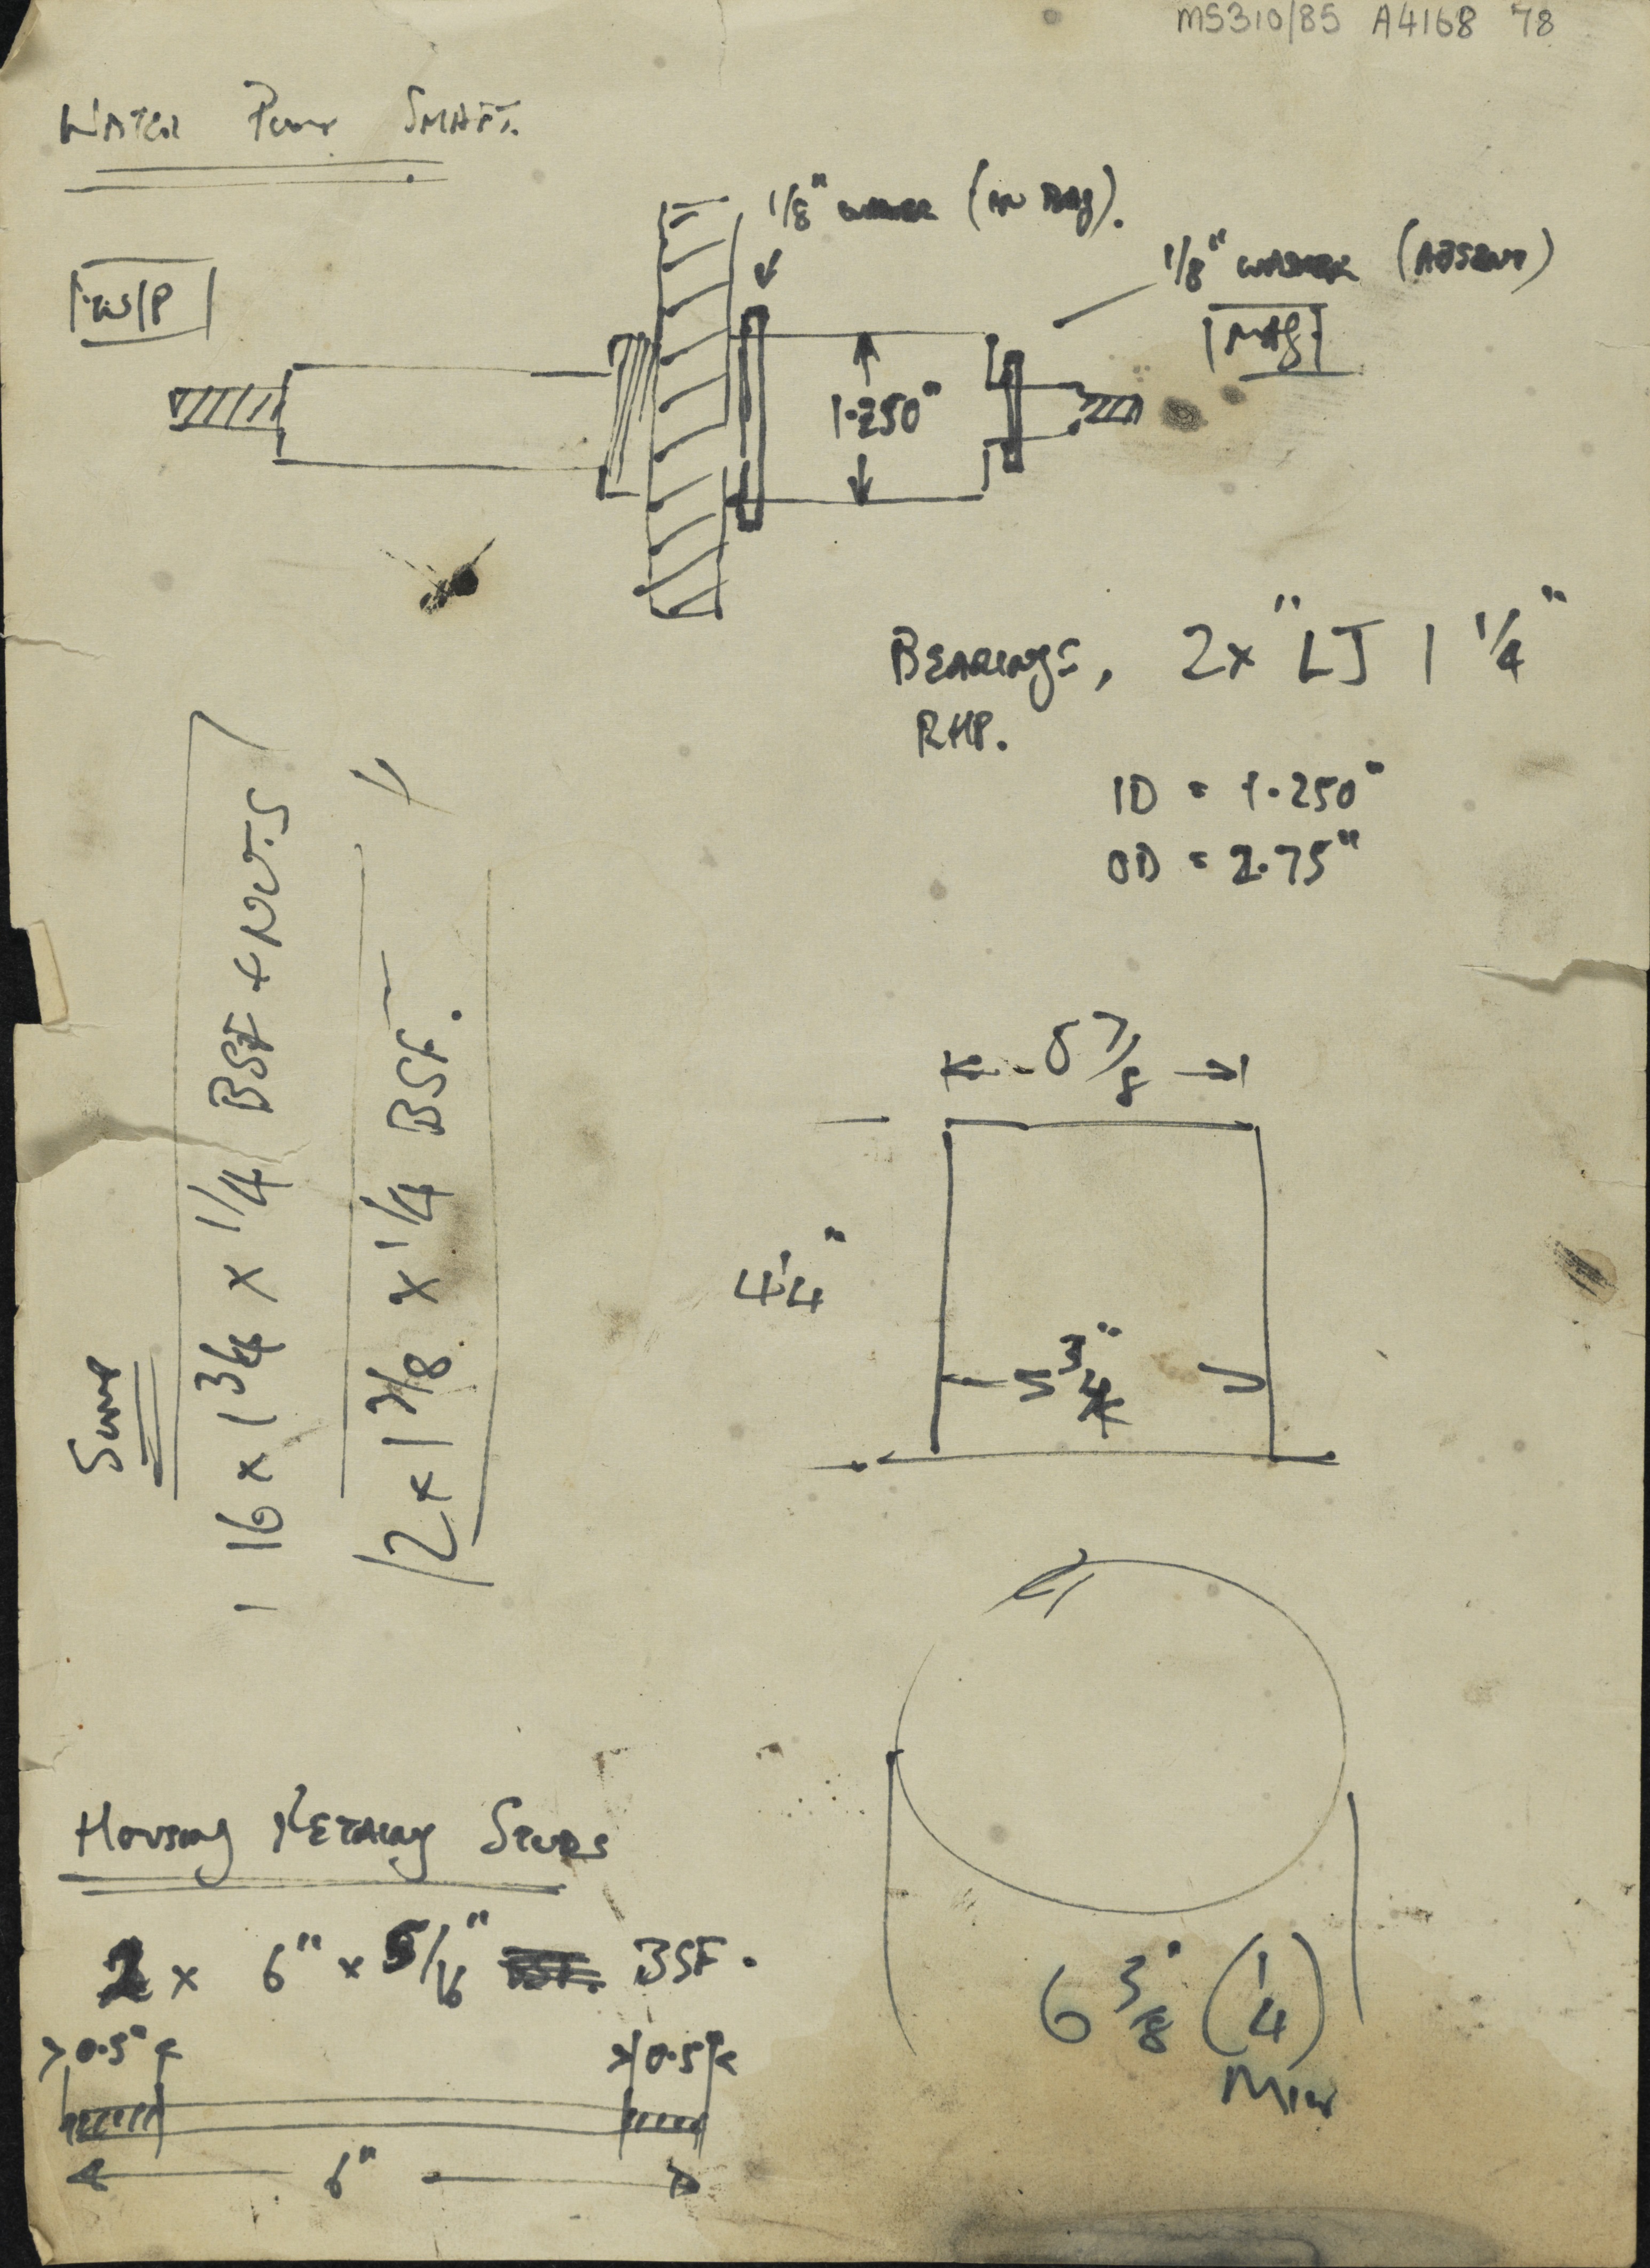 MS310/85 A4168 78
WATER PUMP SHAFT.
1/8" WASHER (IN BAG).
1/8" WASHER (ABSENT)
W/P
MAG
1.250"
BEARINGS, 2x "LJ 1 1/4"
RHP.
ID = 1.250"
OD = 2.75"
SUMP
16 x 1 3/4 x 1/4 BSF + NUTS
2 x 1 7/8 x 1/4 BSF.
5 7/8
4 1/4"
5 3/4"
HOUSING RETAINING STUDS
2 x 6" x 5/16" BSF.
0.5" 0.5"
6"
6 3/8" (1/4)
MIN